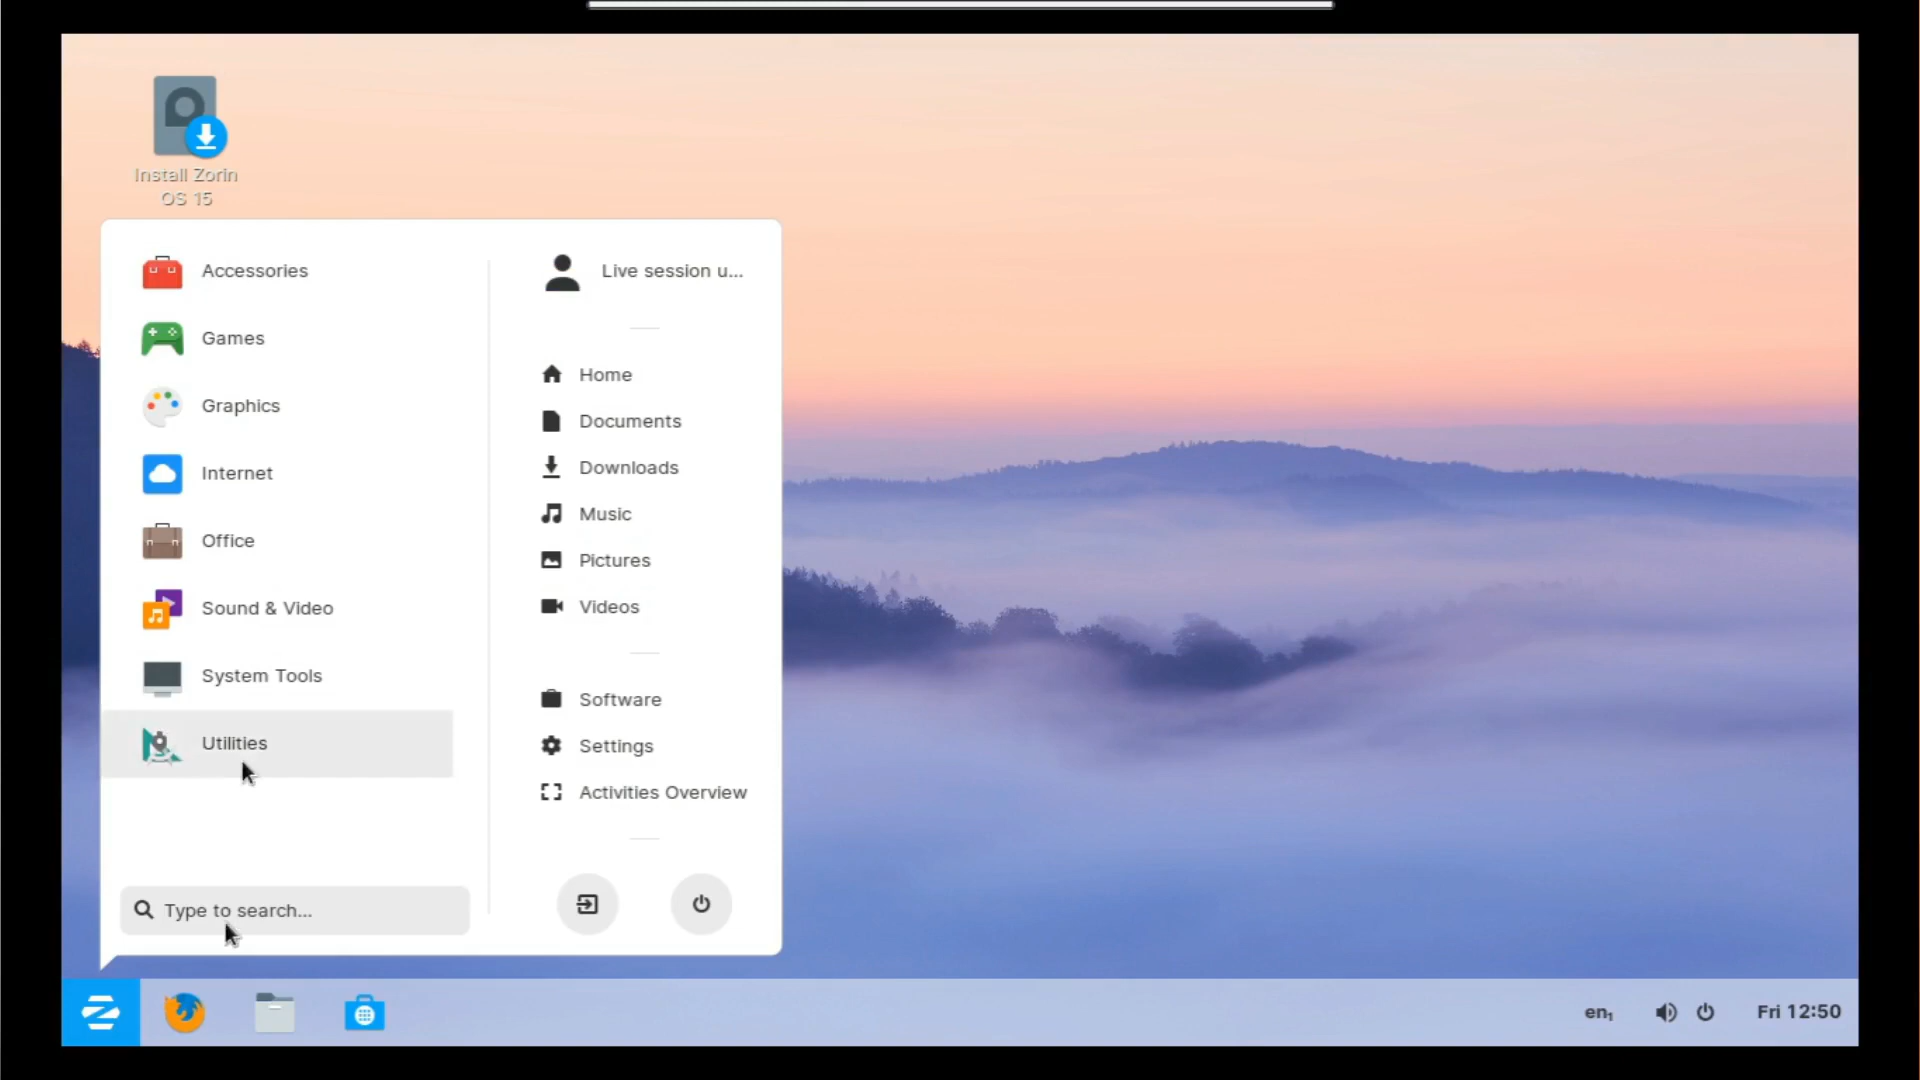 Install Zorin
OS 15
Accessories
Games
Graphics
Internet
Office
Sound & Video
System Tools
Utilities
Type to search...
Live session u...
Home
Documents
Downloads
Music
Pictures
Videos
Software
Settings
Activities Overview
en₁
Fri 12:50